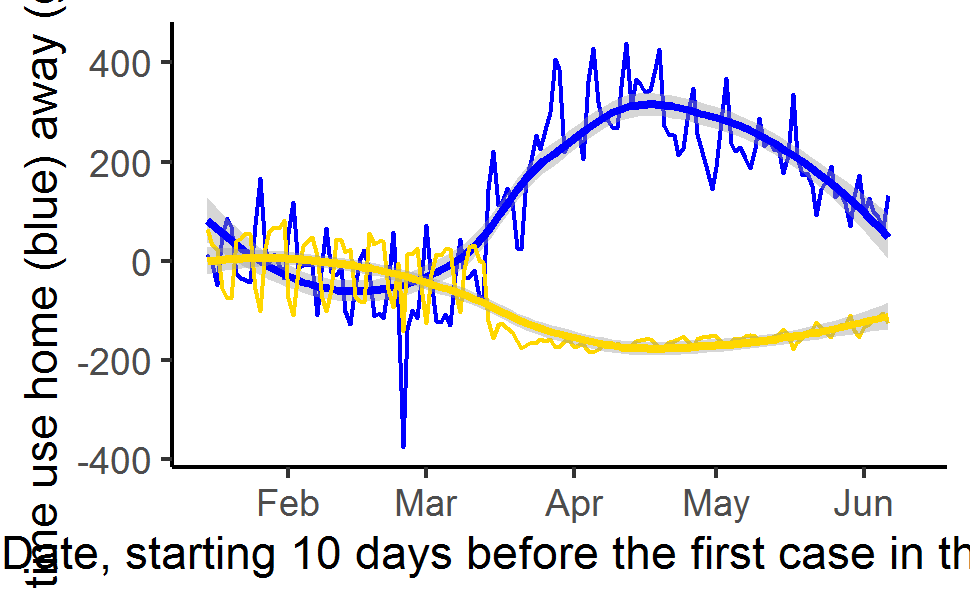 time use home (blue) away (
400
200
0
-200
-400
Feb Mar Apr May Jun
Date, starting 10 days before the first case in th